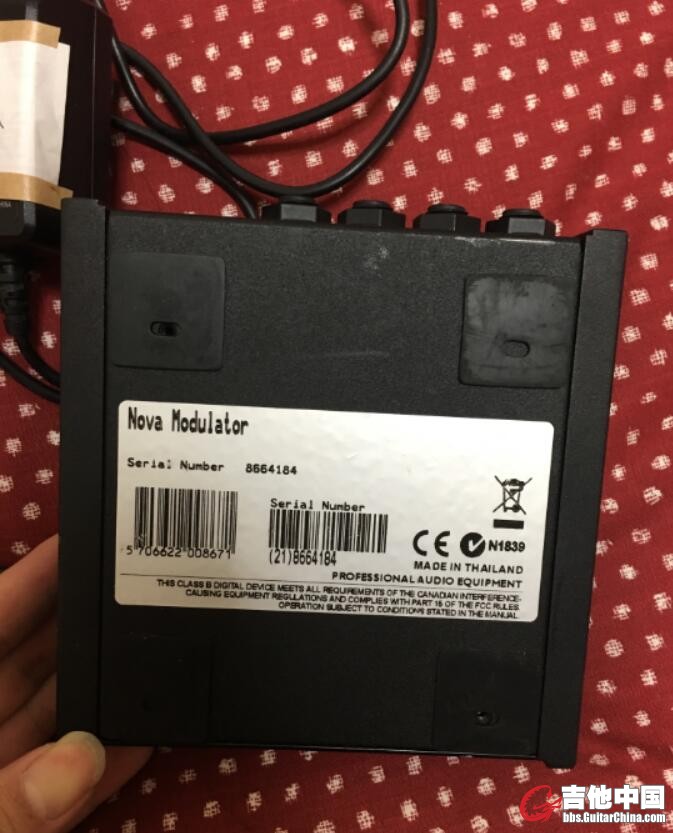 Nova Modulator
Serial Number 8664184
Serial Number
5 706622 008671
(21)8664184
CE N1839
MADE IN THAILAND
PROFESSIONAL AUDIO EQUIPMENT
THIS CLASS B DIGITAL DEVICE MEETS ALL REQUIREMENTS OF THE CANADIAN INTERFERENCE-
CAUSING EQUIPMENT REGULATIONS AND COMPLIES WITH PART 15 OF THE FCC RULES.
OPERATION SUBJECT TO CONDITIONS STATED IN THE MANUAL.
吉他中国
bbs.GuitarChina.com